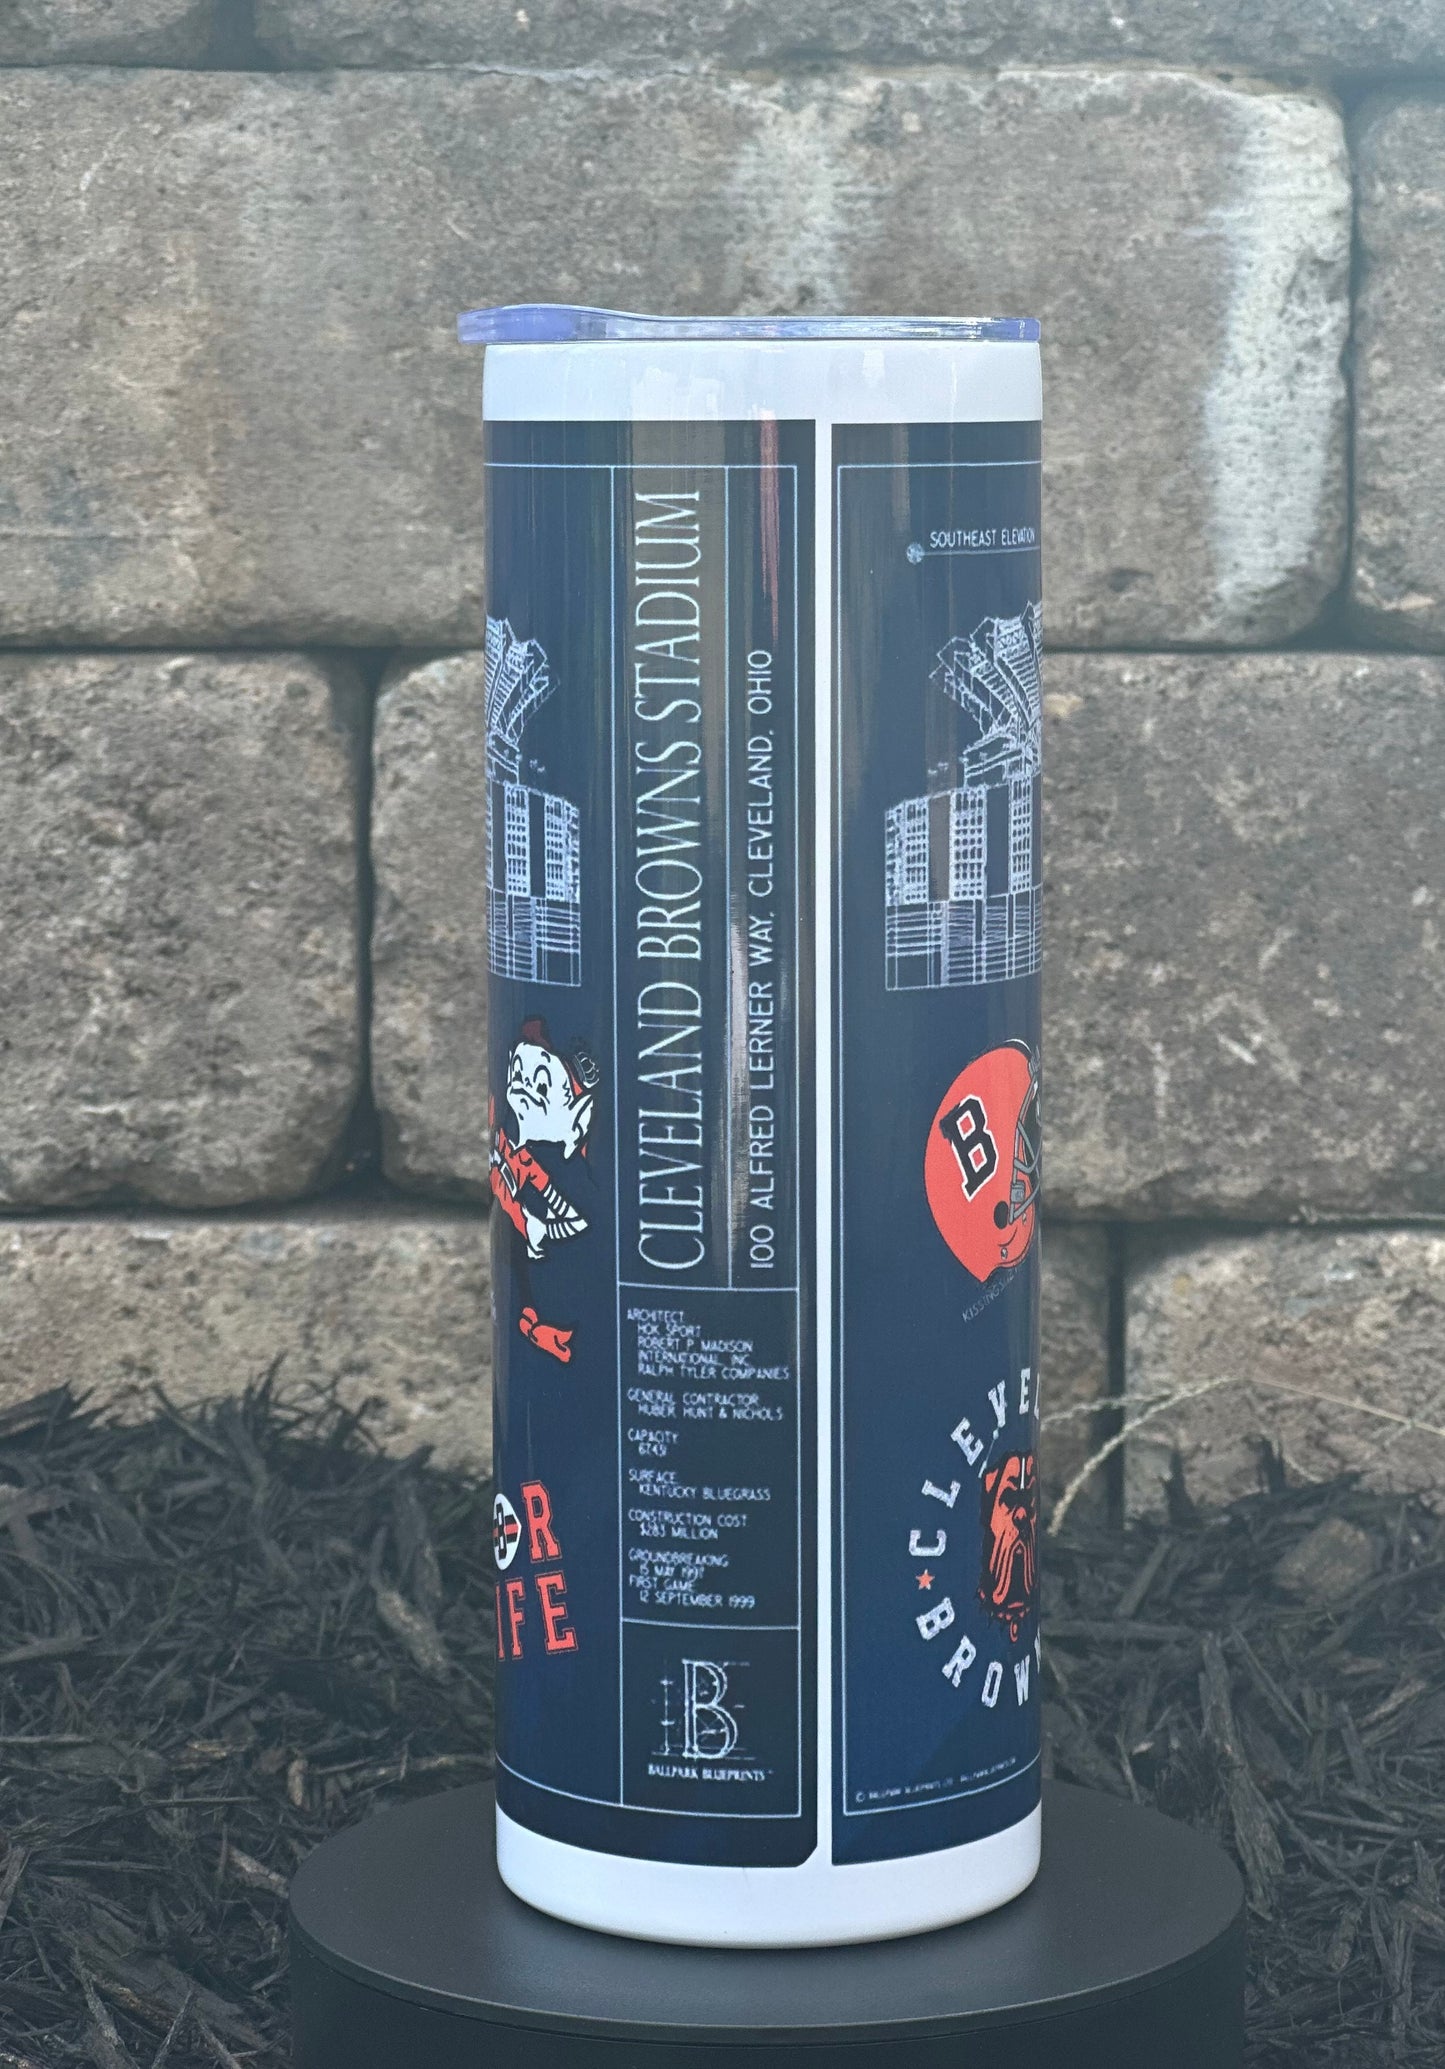 CLEVELAND BROWNS STADIUM
100 ALFRED LERNER WAY, CLEVELAND, OHIO
ARCHITECT
HOK SPORT
ROBERT P MADISON
INTERNATIONAL, INC.
RALPH TYLER COMPANIES
GENERAL CONTRACTOR
HUBER, HUNT & NICHOLS
CAPACITY
SURFACE
KENTUCKY BLUEGRASS
CONSTRUCTION COST
$283 MILLION
GROUNDBREAKING
15 MAY 1997
FIRST GAME
12 SEPTEMBER 1999
B
BALLPARK BLUEPRINTS
B R
IFE
SOUTHEAST ELEVATION
B
CLEVEL
BROWN